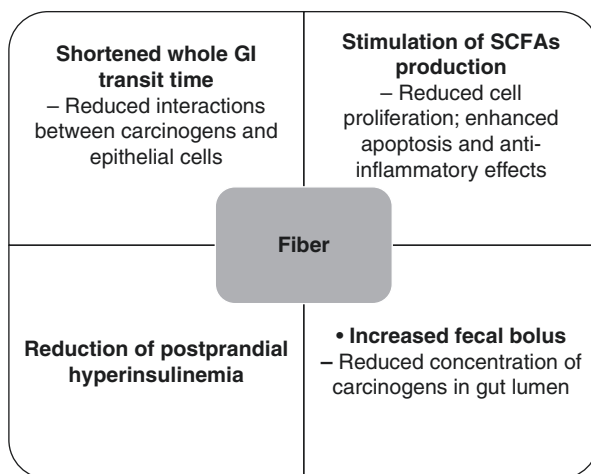 Shortened whole GI
transit time
– Reduced interactions
between carcinogens and
epithelial cells
Stimulation of SCFAs
production
– Reduced cell
proliferation; enhanced
apoptosis and anti-
inflammatory effects
Fiber
Reduction of postprandial
hyperinsulinemia
• Increased fecal bolus
– Reduced concentration of
carcinogens in gut lumen